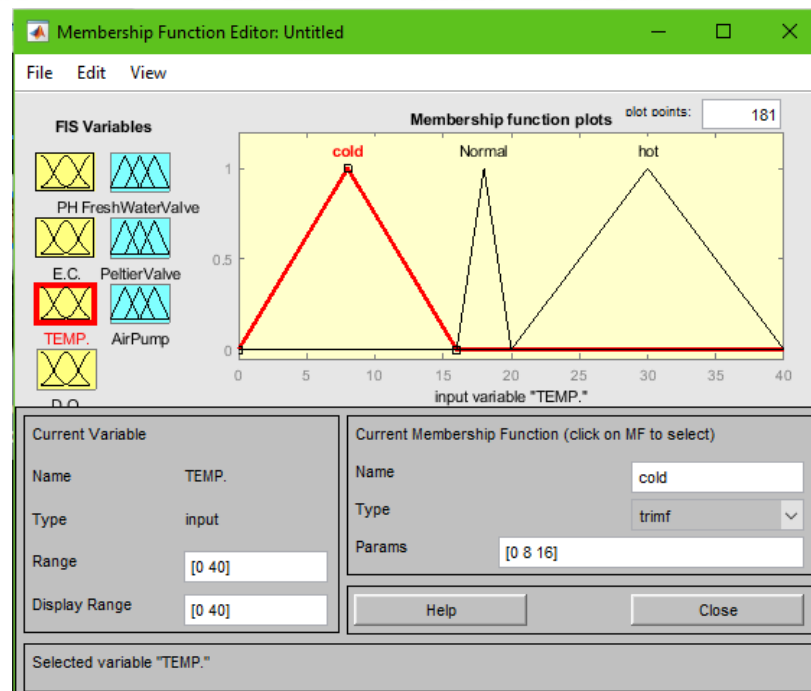 Membership Function Editor: Untitled
File Edit View
FIS Variables
Membership function plots
plot points:
181
PH FreshWaterValve
E.C. PeltierValve
TEMP. AirPump
D.O.
cold Normal hot
1
0.5
0
0 5 10 15 20 25 30 35 40
input variable "TEMP."
Current Variable
Name TEMP.
Type input
Range [0 40]
Display Range [0 40]
Current Membership Function (click on MF to select)
Name cold
Type trimf
Params [0 8 16]
Help Close
Selected variable "TEMP."